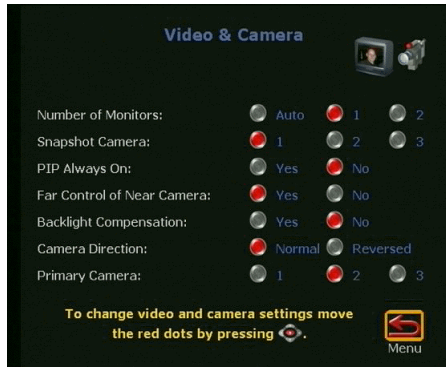 Video & Camera
Number of Monitors: Auto 1 2
Snapshot Camera: 1 2 3
PIP Always On: Yes No
Far Control of Near Camera: Yes No
Backlight Compensation: Yes No
Camera Direction: Normal Reversed
Primary Camera: 1 2 3
To change video and camera settings move
the red dots by pressing .
Menu